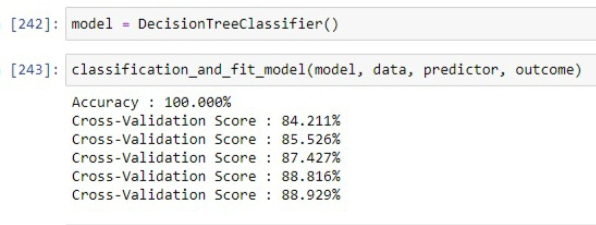 [242]: model = DecisionTreeClassifier()
[243]: classification_and_fit_model(model, data, predictor, outcome)
Accuracy : 100.000%
Cross-Validation Score : 84.211%
Cross-Validation Score : 85.526%
Cross-Validation Score : 87.427%
Cross-Validation Score : 88.816%
Cross-Validation Score : 88.929%